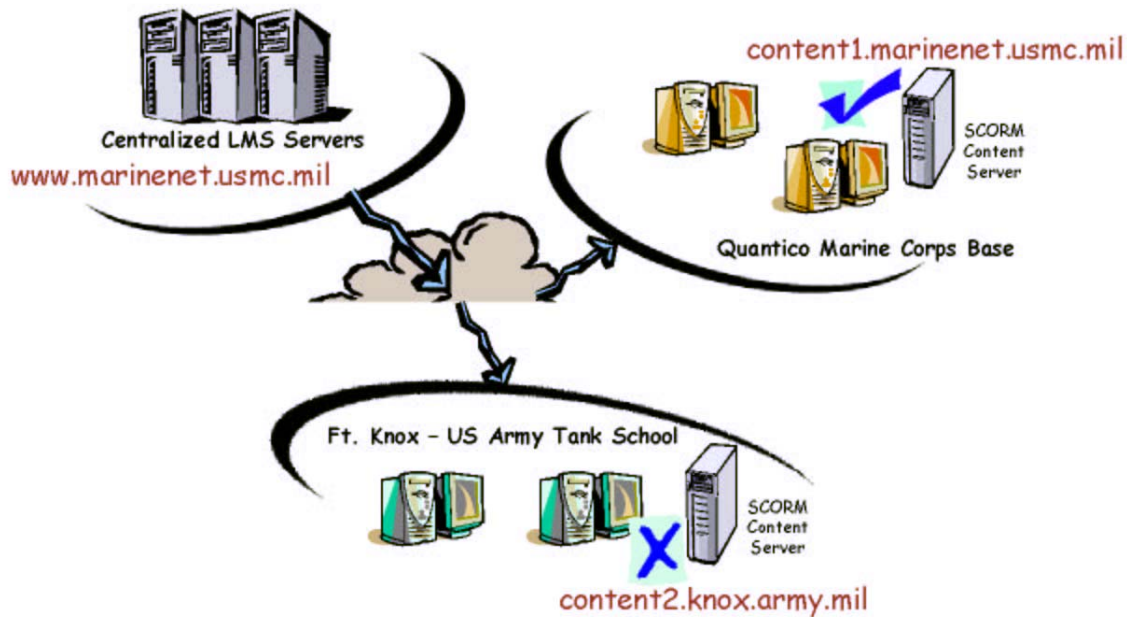 content1.marinenet.usmc.mil
Centralized LMS Servers
www.marinenet.usmc.mil
SCORM
Content
Server
Quantico Marine Corps Base
Ft. Knox - US Army Tank School
SCORM
Content
Server
content2.knox.army.mil